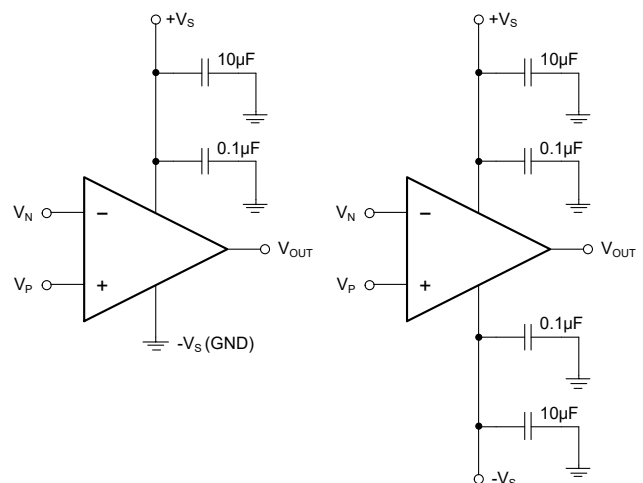 +VS
10µF
0.1µF
VN
−
VP
+
VOUT
-VS (GND)
+VS
10µF
0.1µF
VN
−
VP
+
VOUT
0.1µF
10µF
-VS